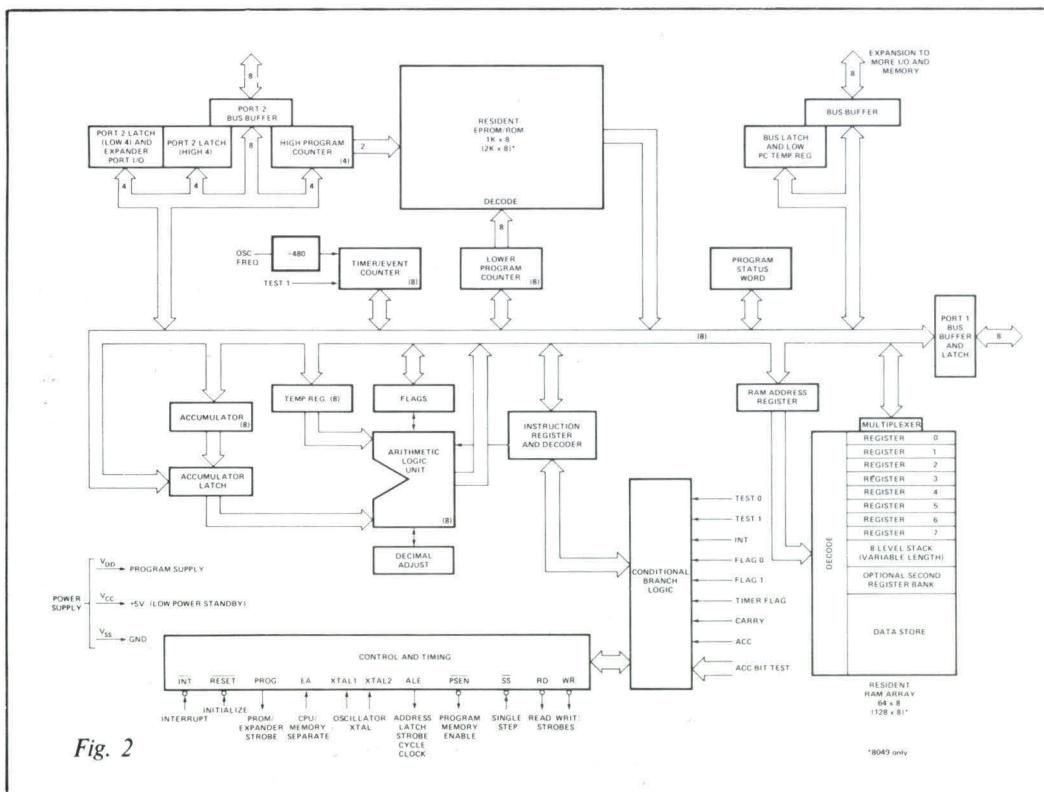 8
PORT 2
BUS BUFFER
PORT 2 LATCH
(LOW 4) AND
EXPANDER
PORT I/O
PORT 2 LATCH
(HIGH 4)
8
HIGH PROGRAM
COUNTER
(4)
4
4
4
2
RESIDENT
EPROM/ROM
1K x 8
(2K x 8)*
DECODE
8
EXPANSION TO
MORE I/O AND
MEMORY
8
BUS BUFFER
BUS LATCH
AND LOW
PC TEMP REG
OSC
FREQ
÷480
TEST 1
TIMER/EVENT
COUNTER
(8)
LOWER
PROGRAM
COUNTER
(8)
PROGRAM
STATUS
WORD
(8)
PORT 1
BUS
BUFFER
AND
LATCH
8
ACCUMULATOR
(8)
ACCUMULATOR
LATCH
TEMP REG (8)
FLAGS
ARITHMETIC
LOGIC
UNIT
(8)
DECIMAL
ADJUST
INSTRUCTION
REGISTER
AND DECODER
RAM ADDRESS
REGISTER
MULTIPLEXER
DECODE
REGISTER 0
REGISTER 1
REGISTER 2
REGISTER 3
REGISTER 4
REGISTER 5
REGISTER 6
REGISTER 7
8 LEVEL STACK
(VARIABLE LENGTH)
OPTIONAL SECOND
REGISTER BANK
DATA STORE
RESIDENT
RAM ARRAY
64 x 8
(128 x 8)*
CONDITIONAL
BRANCH
LOGIC
TEST 0
TEST 1
INT
FLAG 0
FLAG 1
TIMER FLAG
CARRY
ACC
ACC BIT TEST
POWER
SUPPLY
VDD
PROGRAM SUPPLY
VCC
+5V (LOW POWER STANDBY)
VSS
GND
CONTROL AND TIMING
INT RESET PROG EA XTAL1 XTAL2 ALE PSEN SS RD WR
INTERRUPT
INITIALIZE
PROM/
EXPANDER
STROBE
CPU/
MEMORY
SEPARATE
OSCILLATOR
XTAL
ADDRESS
LATCH
STROBE
CYCLE
CLOCK
PROGRAM
MEMORY
ENABLE
SINGLE
STEP
READ WRITE
STROBES
Fig. 2
*8049 only